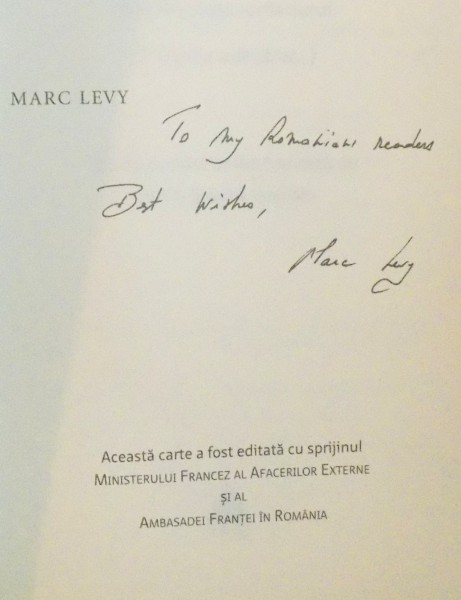 MARC LEVY
To my Romanian readers
Best Wishes,
Marc Levy
Această carte a fost editată cu sprijinul
MINISTERULUI FRANCEZ AL AFACERILOR EXTERNE
ȘI AL
AMBASADEI FRANȚEI ÎN ROMÂNIA